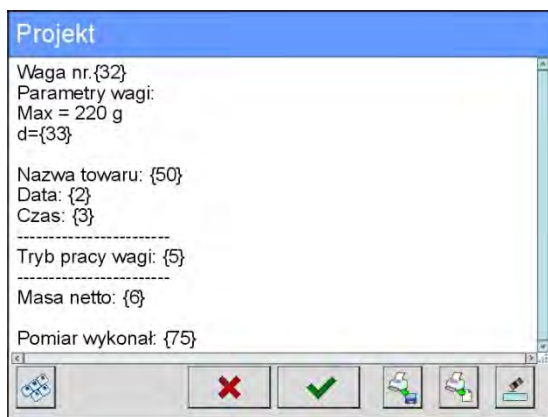 Projekt
Waga nr.{32}
Parametry wagi:
Max = 220 g
d={33}
Nazwa towaru: {50}
Data: {2}
Czas: {3}
------------------------
Tryb pracy wagi: {5}
------------------------
Masa netto: {6}
Pomiar wykonał: {75}